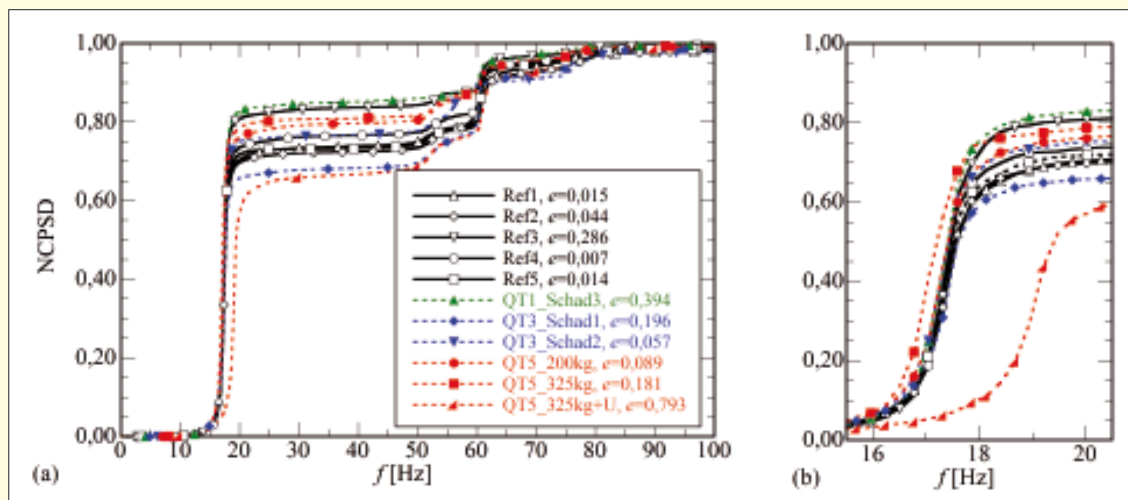 1,00
0,80
0,60
0,40
0,20
0,00
NCPSD
0 10 20 30 40 50 60 70 80 90 100
f [Hz]
(a)
Ref1, e=0,015
Ref2, e=0,044
Ref3, e=0,286
Ref4, e=0,007
Ref5, e=0,014
QT1_Schad3, e=0,394
QT3_Schad1, e=0,196
QT3_Schad2, e=0,057
QT5_200kg, e=0,089
QT5_325kg, e=0,181
QT5_325kg+U, e=0,793
1,00
0,80
0,60
0,40
0,20
0,00
16 18 20
f [Hz]
(b)